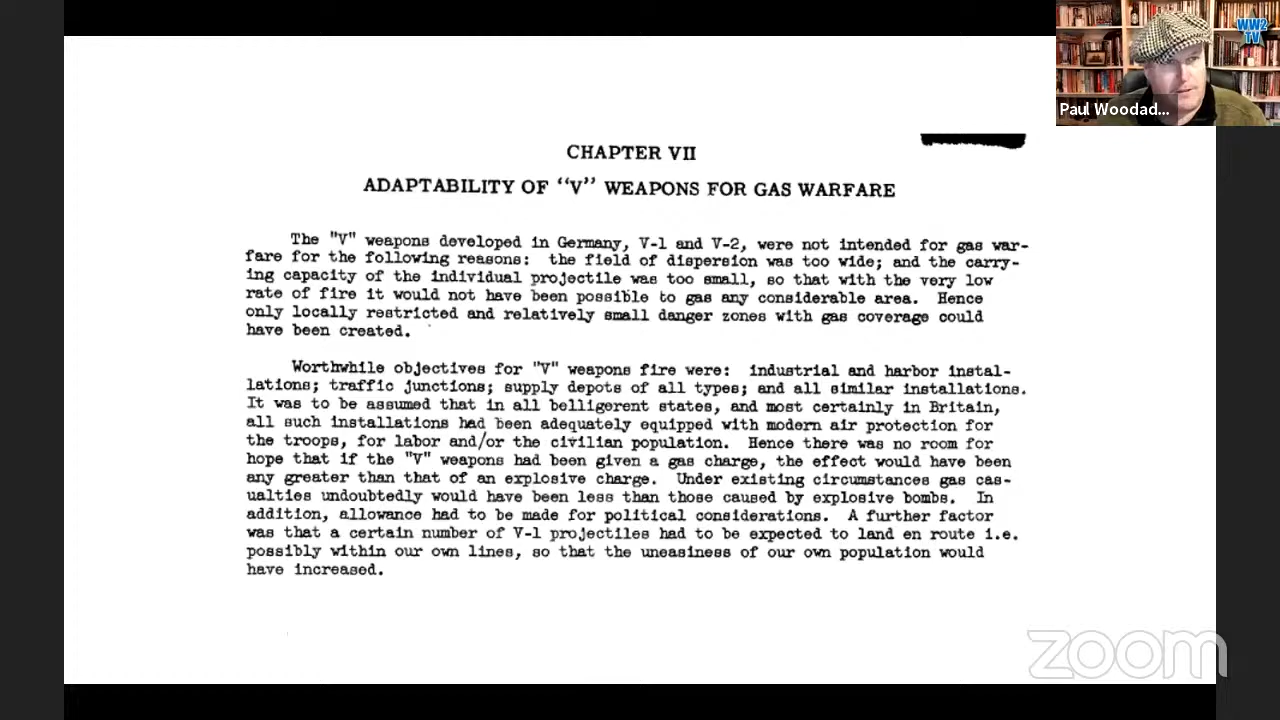 WW2
TV
Paul Woodad...
CHAPTER VII
ADAPTABILITY OF "V" WEAPONS FOR GAS WARFARE
The "V" weapons developed in Germany, V-1 and V-2, were not intended for gas war-
fare for the following reasons: the field of dispersion was too wide; and the carry-
ing capacity of the individual projectile was too small, so that with the very low
rate of fire it would not have been possible to gas any considerable area. Hence
only locally restricted and relatively small danger zones with gas coverage could
have been created.
Worthwhile objectives for "V" weapons fire were: industrial and harbor instal-
lations; traffic junctions; supply depots of all types; and all similar installations.
It was to be assumed that in all belligerent states, and most certainly in Britain,
all such installations had been adequately equipped with modern air protection for
the troops, for labor and/or the civilian population. Hence there was no room for
hope that if the "V" weapons had been given a gas charge, the effect would have been
any greater than that of an explosive charge. Under existing circumstances gas cas-
ualties undoubtedly would have been less than those caused by explosive bombs. In
addition, allowance had to be made for political considerations. A further factor
was that a certain number of V-1 projectiles had to be expected to land en route i.e.
possibly within our own lines, so that the uneasiness of our own population would
have increased.
zoom